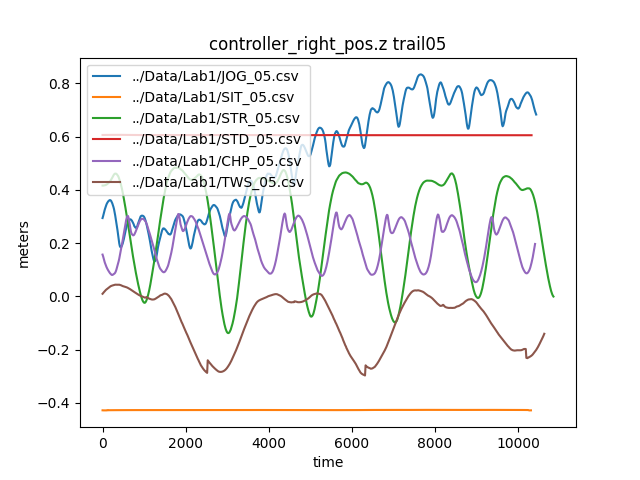 controller_right_pos.z trail05
../Data/Lab1/JOG_05.csv
../Data/Lab1/SIT_05.csv
../Data/Lab1/STR_05.csv
../Data/Lab1/STD_05.csv
../Data/Lab1/CHP_05.csv
../Data/Lab1/TWS_05.csv
meters
0.8
0.6
0.4
0.2
0.0
−0.2
−0.4
0 2000 4000 6000 8000 10000
time